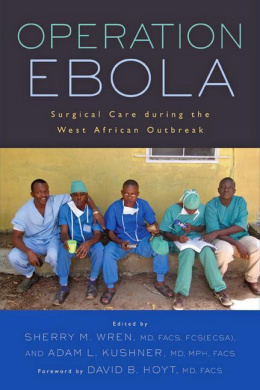 OPERATION
EBOLA
Surgical Care during the
West African Outbreak
Edited by
SHERRY M. WREN, MD, FACS, FCS(ECSA),
AND ADAM L. KUSHNER, MD, MPH, FACS
Foreword by DAVID B. HOYT, MD, FACS